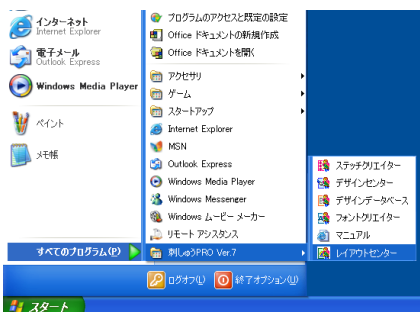 インターネット
Internet Explorer
電子メール
Outlook Express
Windows Media Player
ペイント
メモ帳
すべてのプログラム(P)
プログラムのアクセスと既定の設定
Office ドキュメントの新規作成
Office ドキュメントを開く
アクセサリ
ゲーム
スタートアップ
Internet Explorer
MSN
Outlook Express
Windows Media Player
Windows Messenger
Windows ムービー メーカー
リモート アシスタンス
刺しゅうPRO Ver.7
ステッチクリエイター
デザインセンター
デザインデータベース
フォントクリエイター
マニュアル
レイアウトセンター
ログオフ(L)
終了オプション(U)
スタート